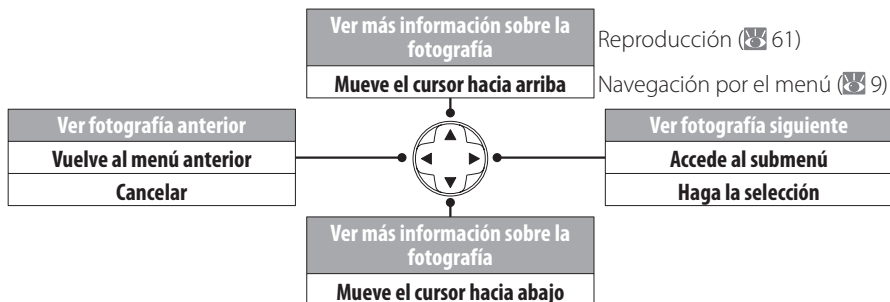 Ver más información sobre la
fotografía
Reproducción (61)
Mueve el cursor hacia arriba
Navegación por el menú (9)
Ver fotografía anterior
Vuelve al menú anterior
Cancelar
Ver fotografía siguiente
Accede al submenú
Haga la selección
Ver más información sobre la
fotografía
Mueve el cursor hacia abajo